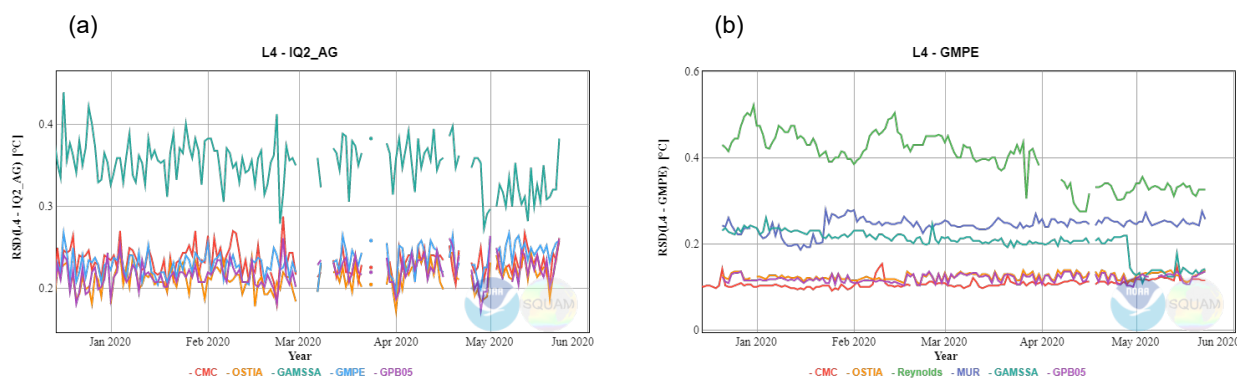 (a)
L4 - IQ2_AG
RSD(L4 - IQ2_AG) [°C]
0.4
0.3
0.2
Jan 2020 Feb 2020 Mar 2020 Apr 2020 May 2020 Jun 2020
Year
- CMC - OSTIA - GAMSSA - GMPE - GPB05
NOAA
SQUAM
(b)
L4 - GMPE
RSD(L4 - GMPE) [°C]
0.6
0.4
0.2
0
Jan 2020 Feb 2020 Mar 2020 Apr 2020 May 2020 Jun 2020
Year
- CMC - OSTIA - Reynolds - MUR - GAMSSA - GPB05
NOAA
SQUAM